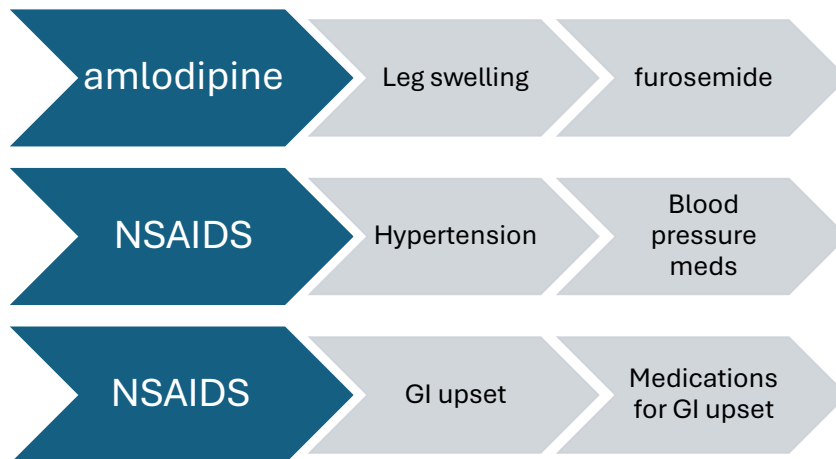 amlodipine
Leg swelling
furosemide
NSAIDS
Hypertension
Blood
pressure
meds
NSAIDS
GI upset
Medications
for GI upset